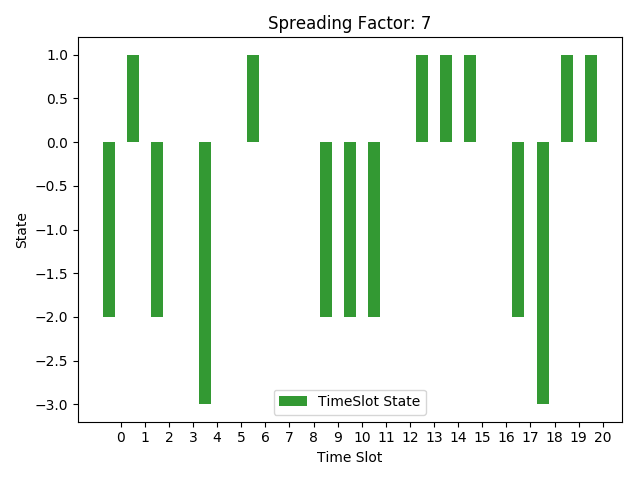 Spreading Factor: 7
1.0
0.5
0.0
−0.5
−1.0
−1.5
−2.0
−2.5
−3.0
State
TimeSlot State
0 1 2 3 4 5 6 7 8 9 10 11 12 13 14 15 16 17 18 19 20
Time Slot